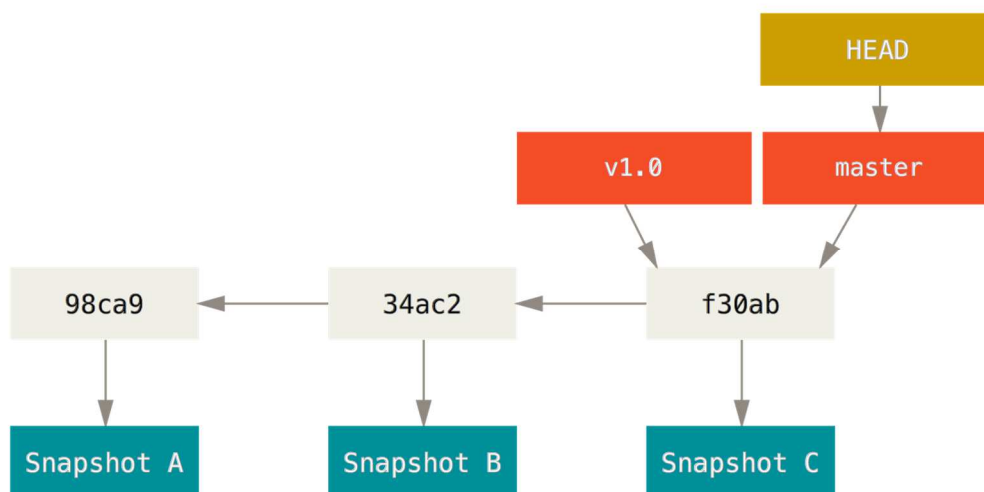 HEAD
v1.0
master
98ca9
34ac2
f30ab
Snapshot A
Snapshot B
Snapshot C